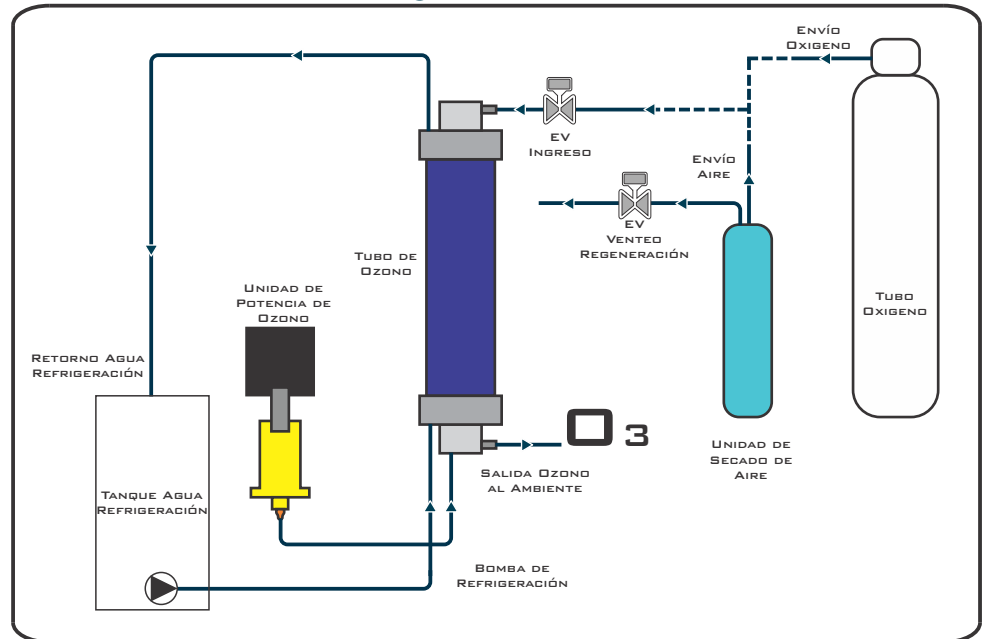 Envío
Oxigeno
EV
Ingreso
Envío
Aire
EV
Venteo
Regeneración
Tubo de
Ozono
Unidad de
Potencia de
Ozono
Tubo
Oxigeno
Retorno Agua
Refrigeración
O 3
Unidad de
Secado de
Aire
Salida Ozono
al Ambiente
Tanque Agua
Refrigeración
Bomba de
Refrigeración